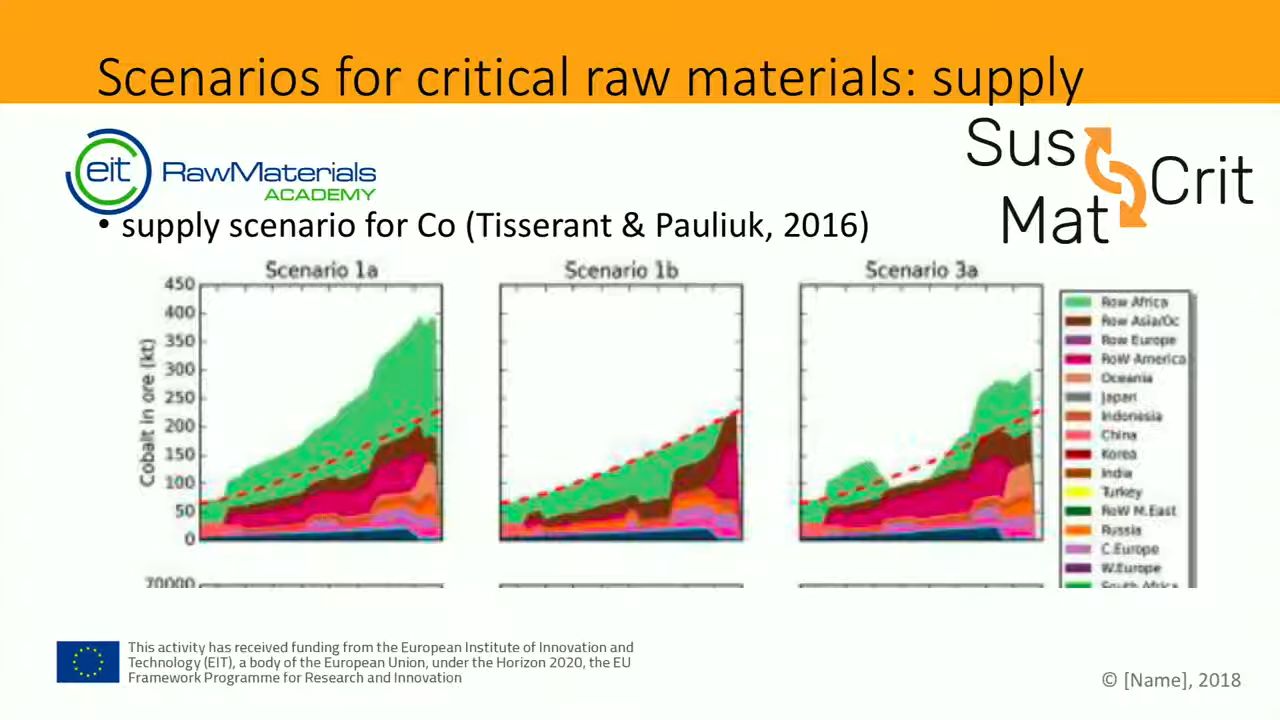 Scenarios for critical raw materials: supply
eit RawMaterials
ACADEMY
Sus
Crit
Mat
• supply scenario for Co (Tisserant & Pauliuk, 2016)
Scenario 1a
Scenario 1b
Scenario 3a
Cobalt in ore (kt)
450
400
350
300
250
200
150
100
50
0
70000
Row Africa
Row Asia/Oc
Row Europe
RoW America
Oceania
Japan
Indonesia
China
Korea
India
Turkey
RoW M.East
Russia
C.Europe
W.Europe
South Africa
This activity has received funding from the European Institute of Innovation and
Technology (EIT), a body of the European Union, under the Horizon 2020, the EU
Framework Programme for Research and Innovation
© [Name], 2018